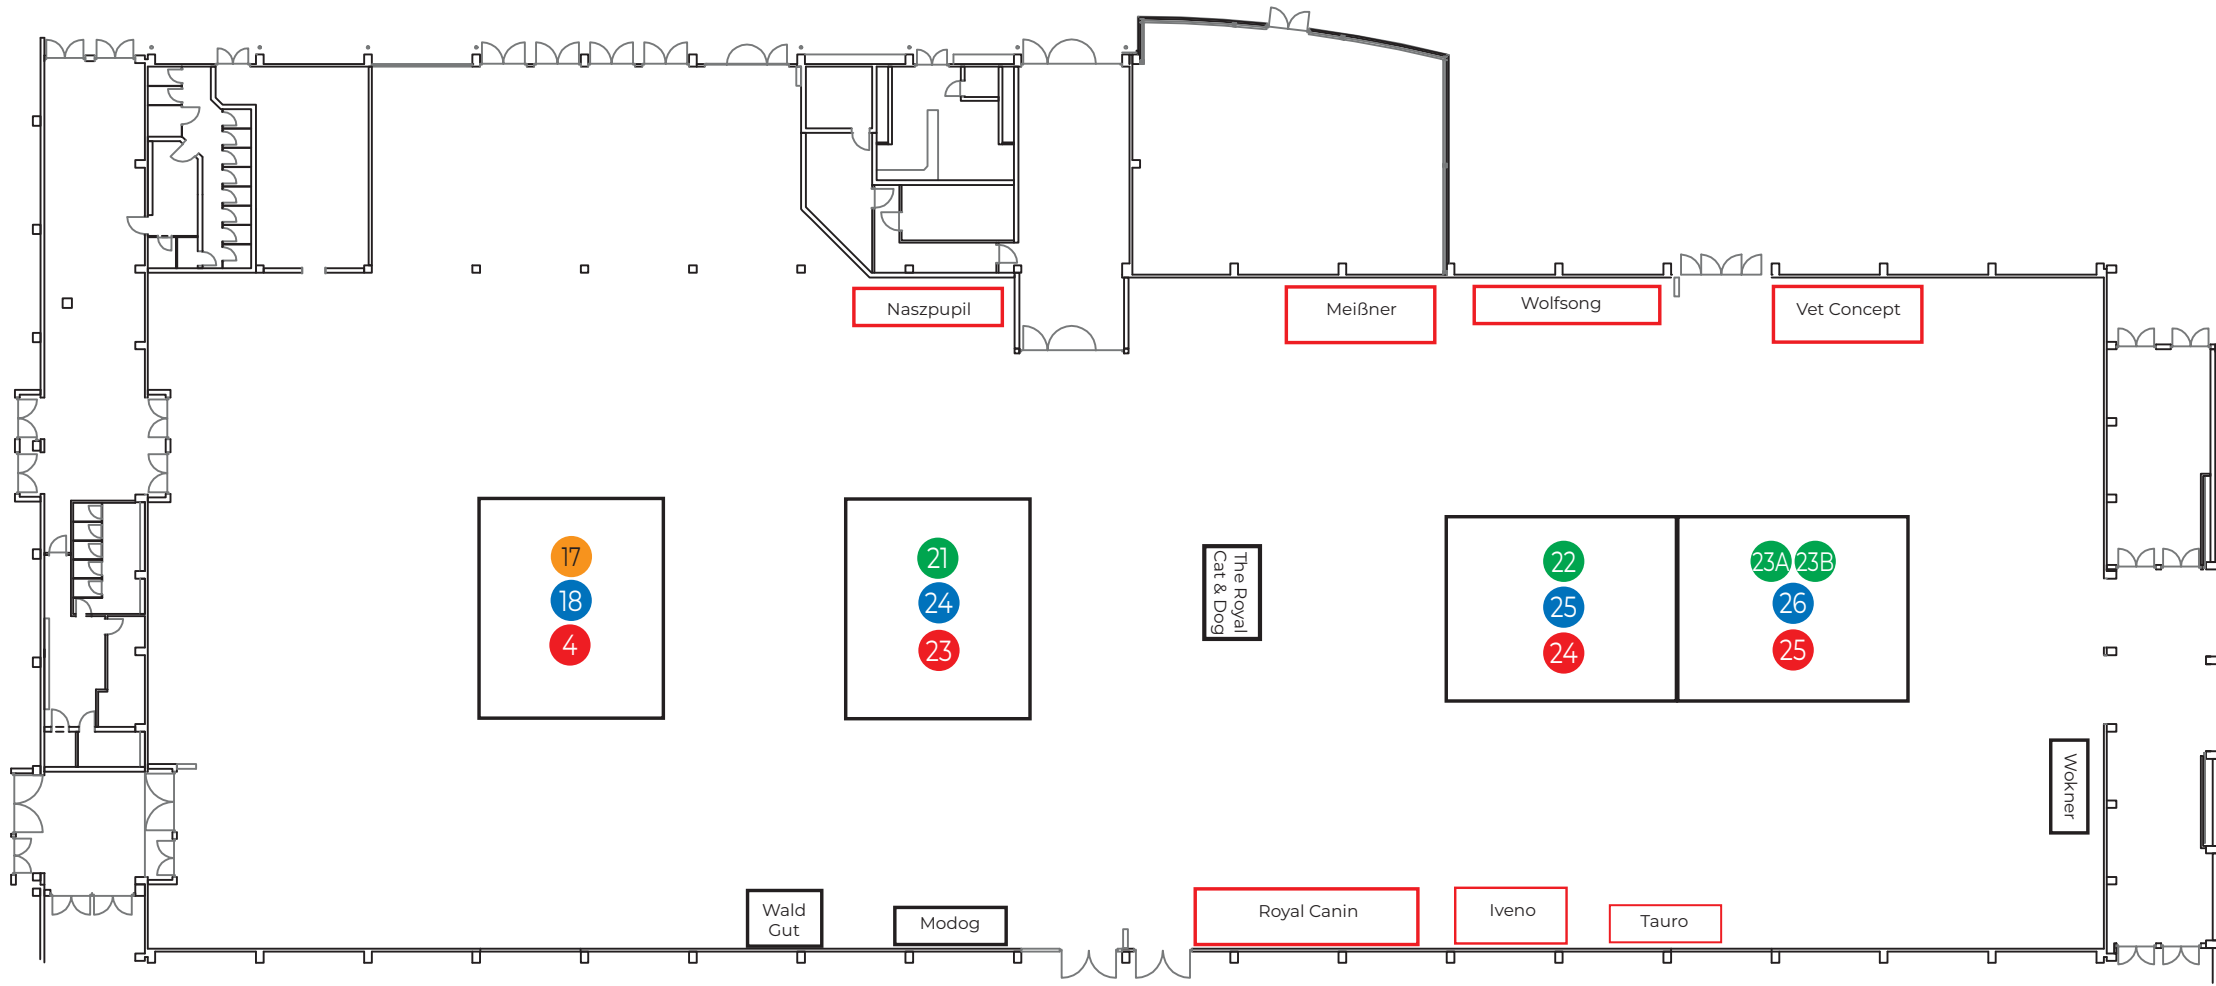 Naszpupil
Meißner
Wolfsong
Vet Concept
17
18
4
21
24
23
The Royal
Cat & Dog
22
25
24
23A 23B
26
25
Wokner
Wald
Gut
Modog
Royal Canin
Iveno
Tauro